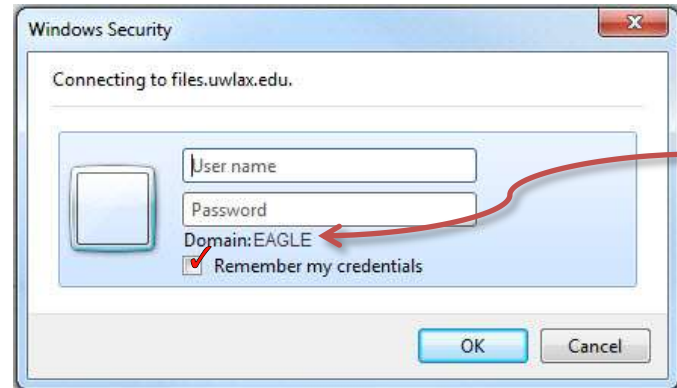 Windows Security
Connecting to files.uwlax.edu.
User name
Password
Domain:EAGLE
Remember my credentials
OK
Cancel